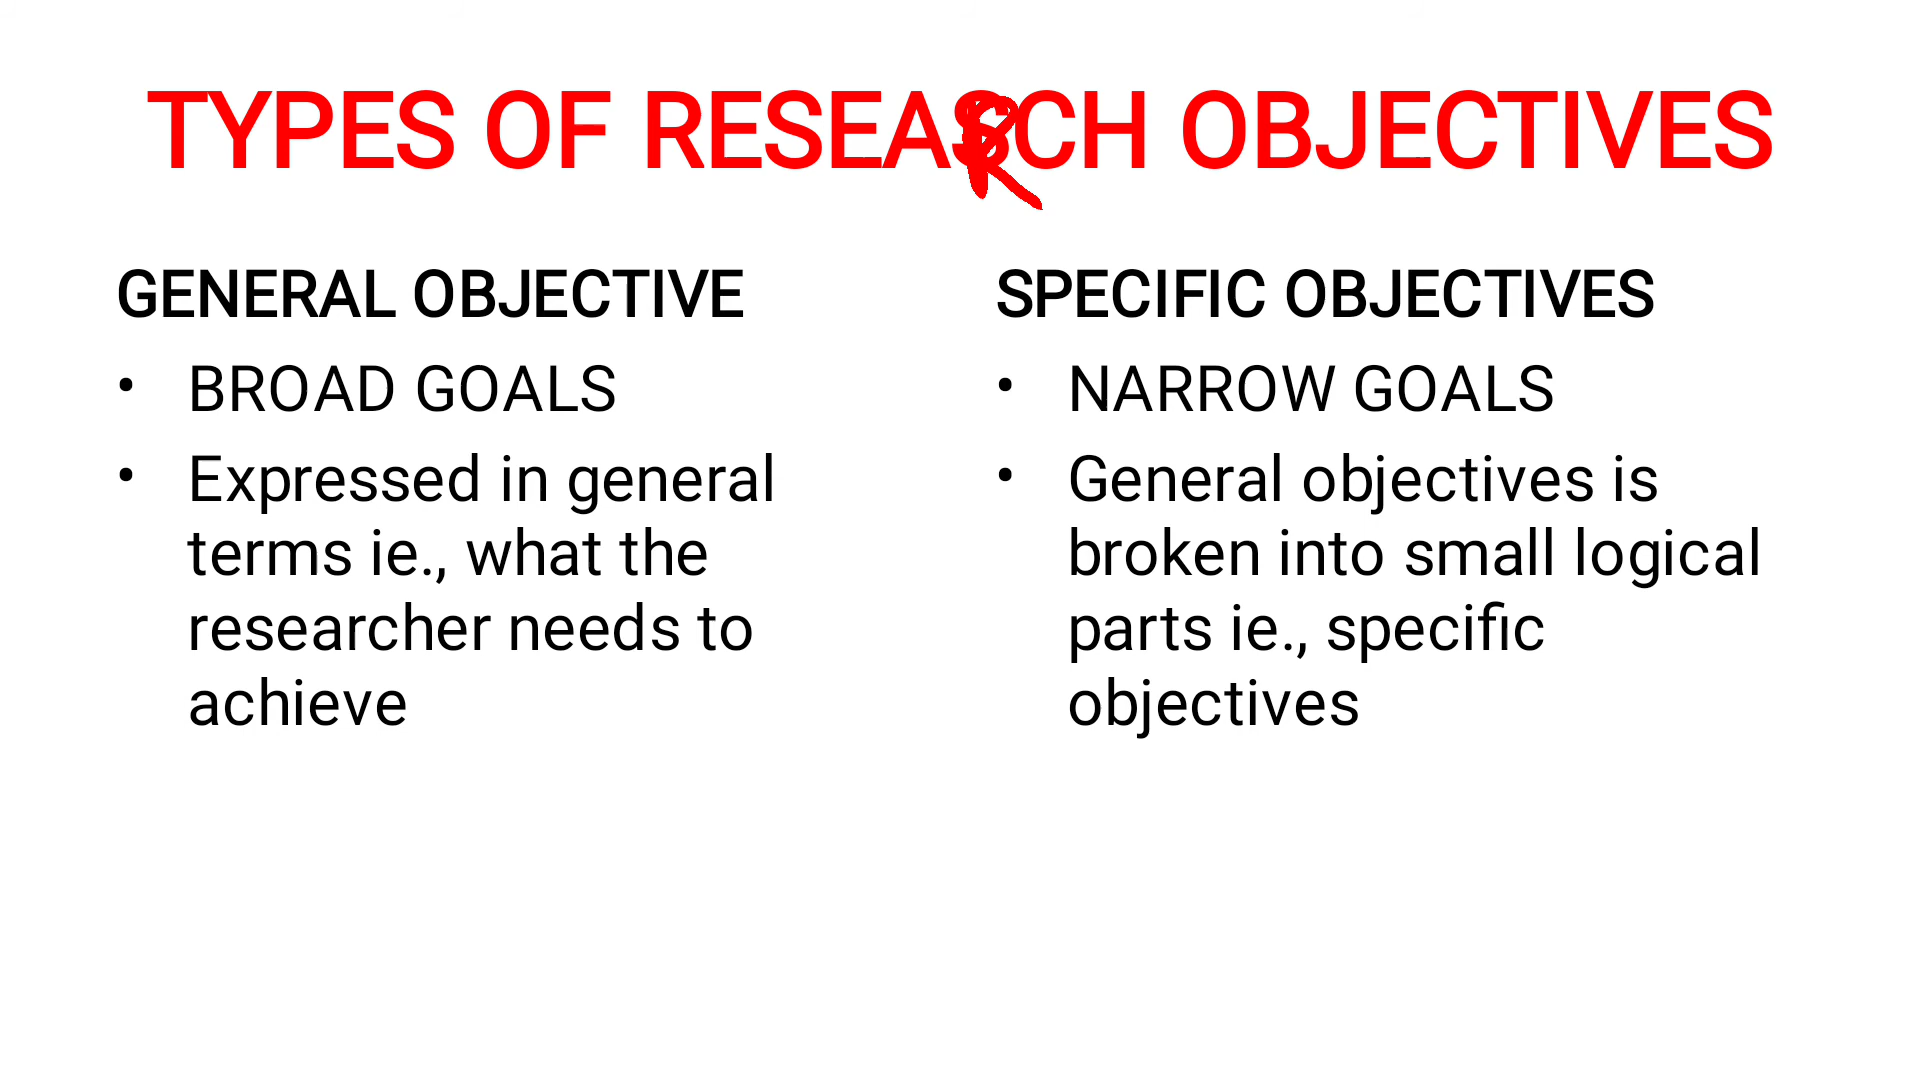 TYPES OF RESEARCH OBJECTIVES
GENERAL OBJECTIVE
• BROAD GOALS
• Expressed in general
terms ie., what the
researcher needs to
achieve
SPECIFIC OBJECTIVES
• NARROW GOALS
• General objectives is
broken into small logical
parts ie., specific
objectives